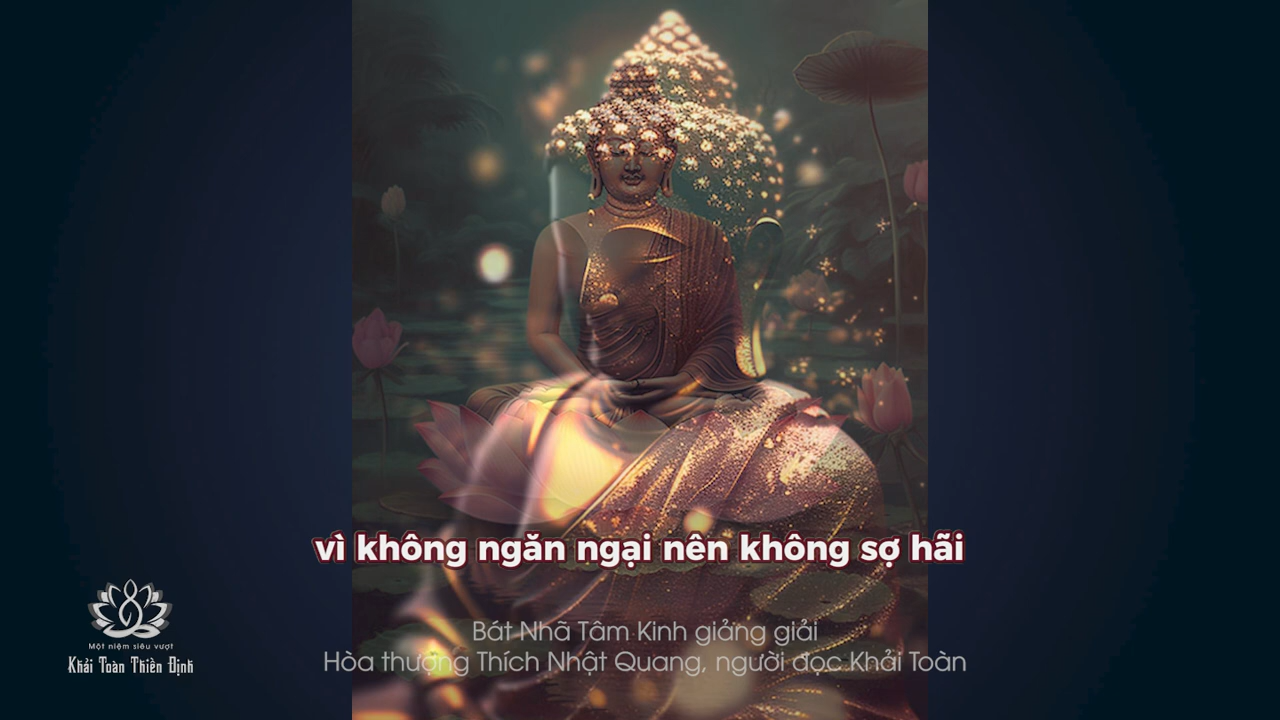 vì không ngăn ngại nên không sợ hãi
Bát Nhã Tâm Kinh giảng giải
Hòa thượng Thích Nhật Quang, người đọc Khải Toàn
Một niệm siêu vượt
Khải Toàn Thiền Định